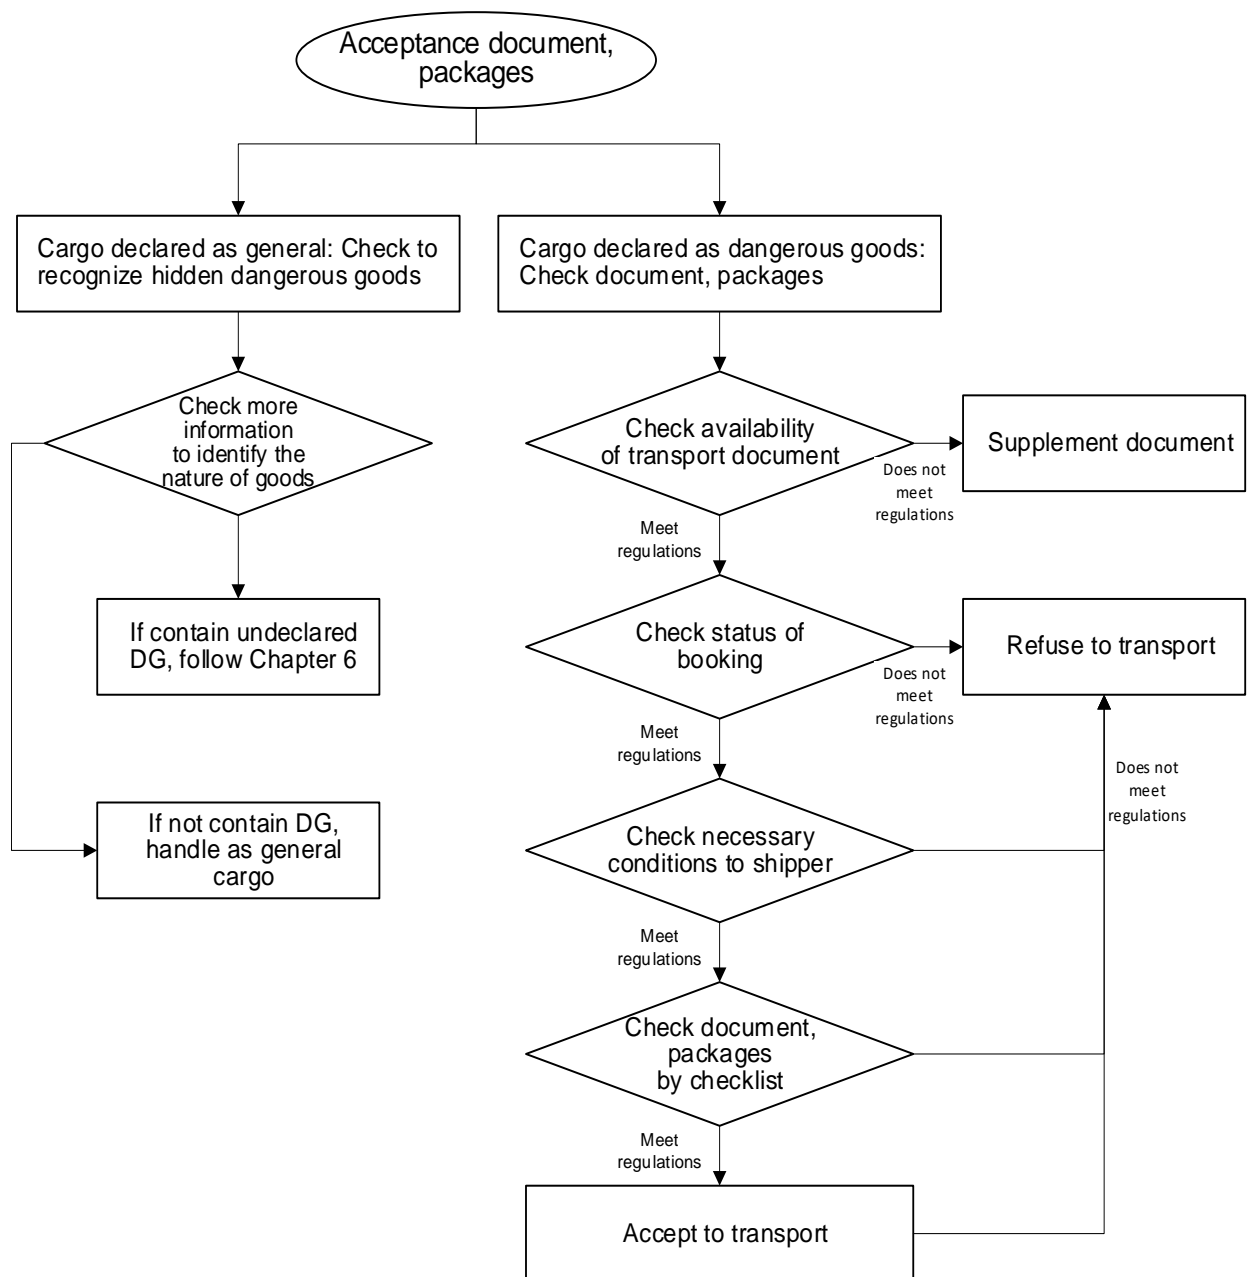 Acceptance document,
packages
Cargo declared as general: Check to
recognize hidden dangerous goods
Cargo declared as dangerous goods:
Check document, packages
Check more
information
to identify the
nature of goods
Check availability
of transport document
Does not
meet
regulations
Supplement document
Meet
regulations
If contain undeclared
DG, follow Chapter 6
Check status of
booking
Does not
meet
regulations
Refuse to transport
Meet
regulations
Does not
meet
regulations
If not contain DG,
handle as general
cargo
Check necessary
conditions to shipper
Meet
regulations
Check document,
packages
by checklist
Meet
regulations
Accept to transport